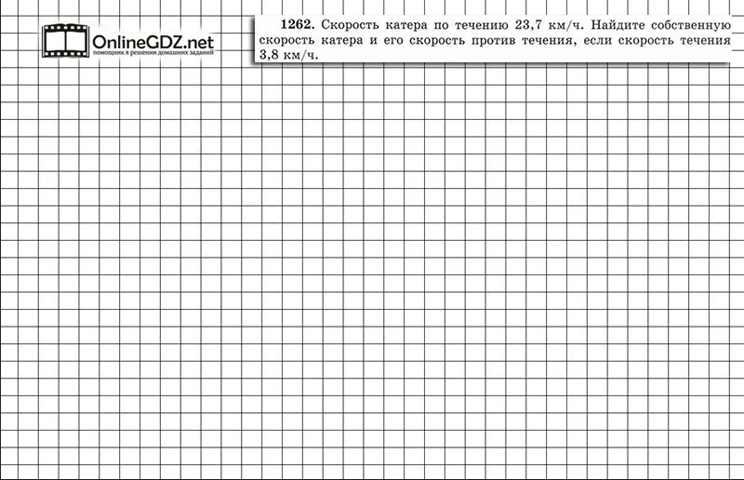 OnlineGDZ.net
помощник в решении домашних заданий
1262. Скорость катера по течению 23,7 км/ч. Найдите собственную
скорость катера и его скорость против течения, если скорость течения
3,8 км/ч.